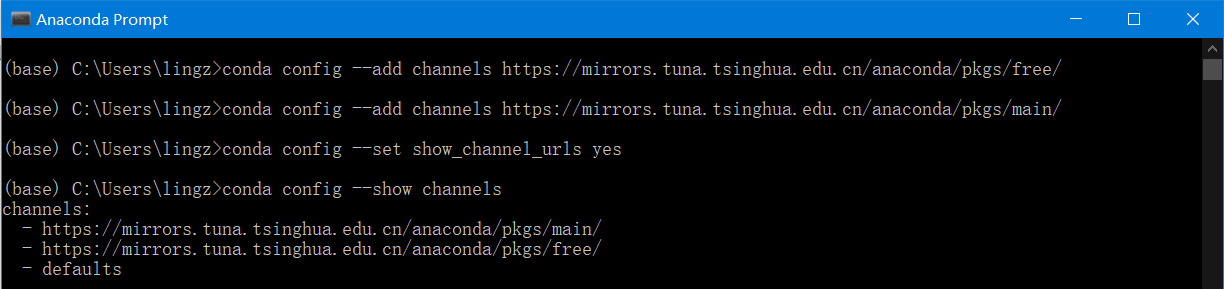 Anaconda Prompt
(base) C:\Users\lingz>conda config --add channels https://mirrors.tuna.tsinghua.edu.cn/anaconda/pkgs/free/
(base) C:\Users\lingz>conda config --add channels https://mirrors.tuna.tsinghua.edu.cn/anaconda/pkgs/main/
(base) C:\Users\lingz>conda config --set show_channel_urls yes
(base) C:\Users\lingz>conda config --show channels
channels:
  - https://mirrors.tuna.tsinghua.edu.cn/anaconda/pkgs/main/
  - https://mirrors.tuna.tsinghua.edu.cn/anaconda/pkgs/free/
  - defaults